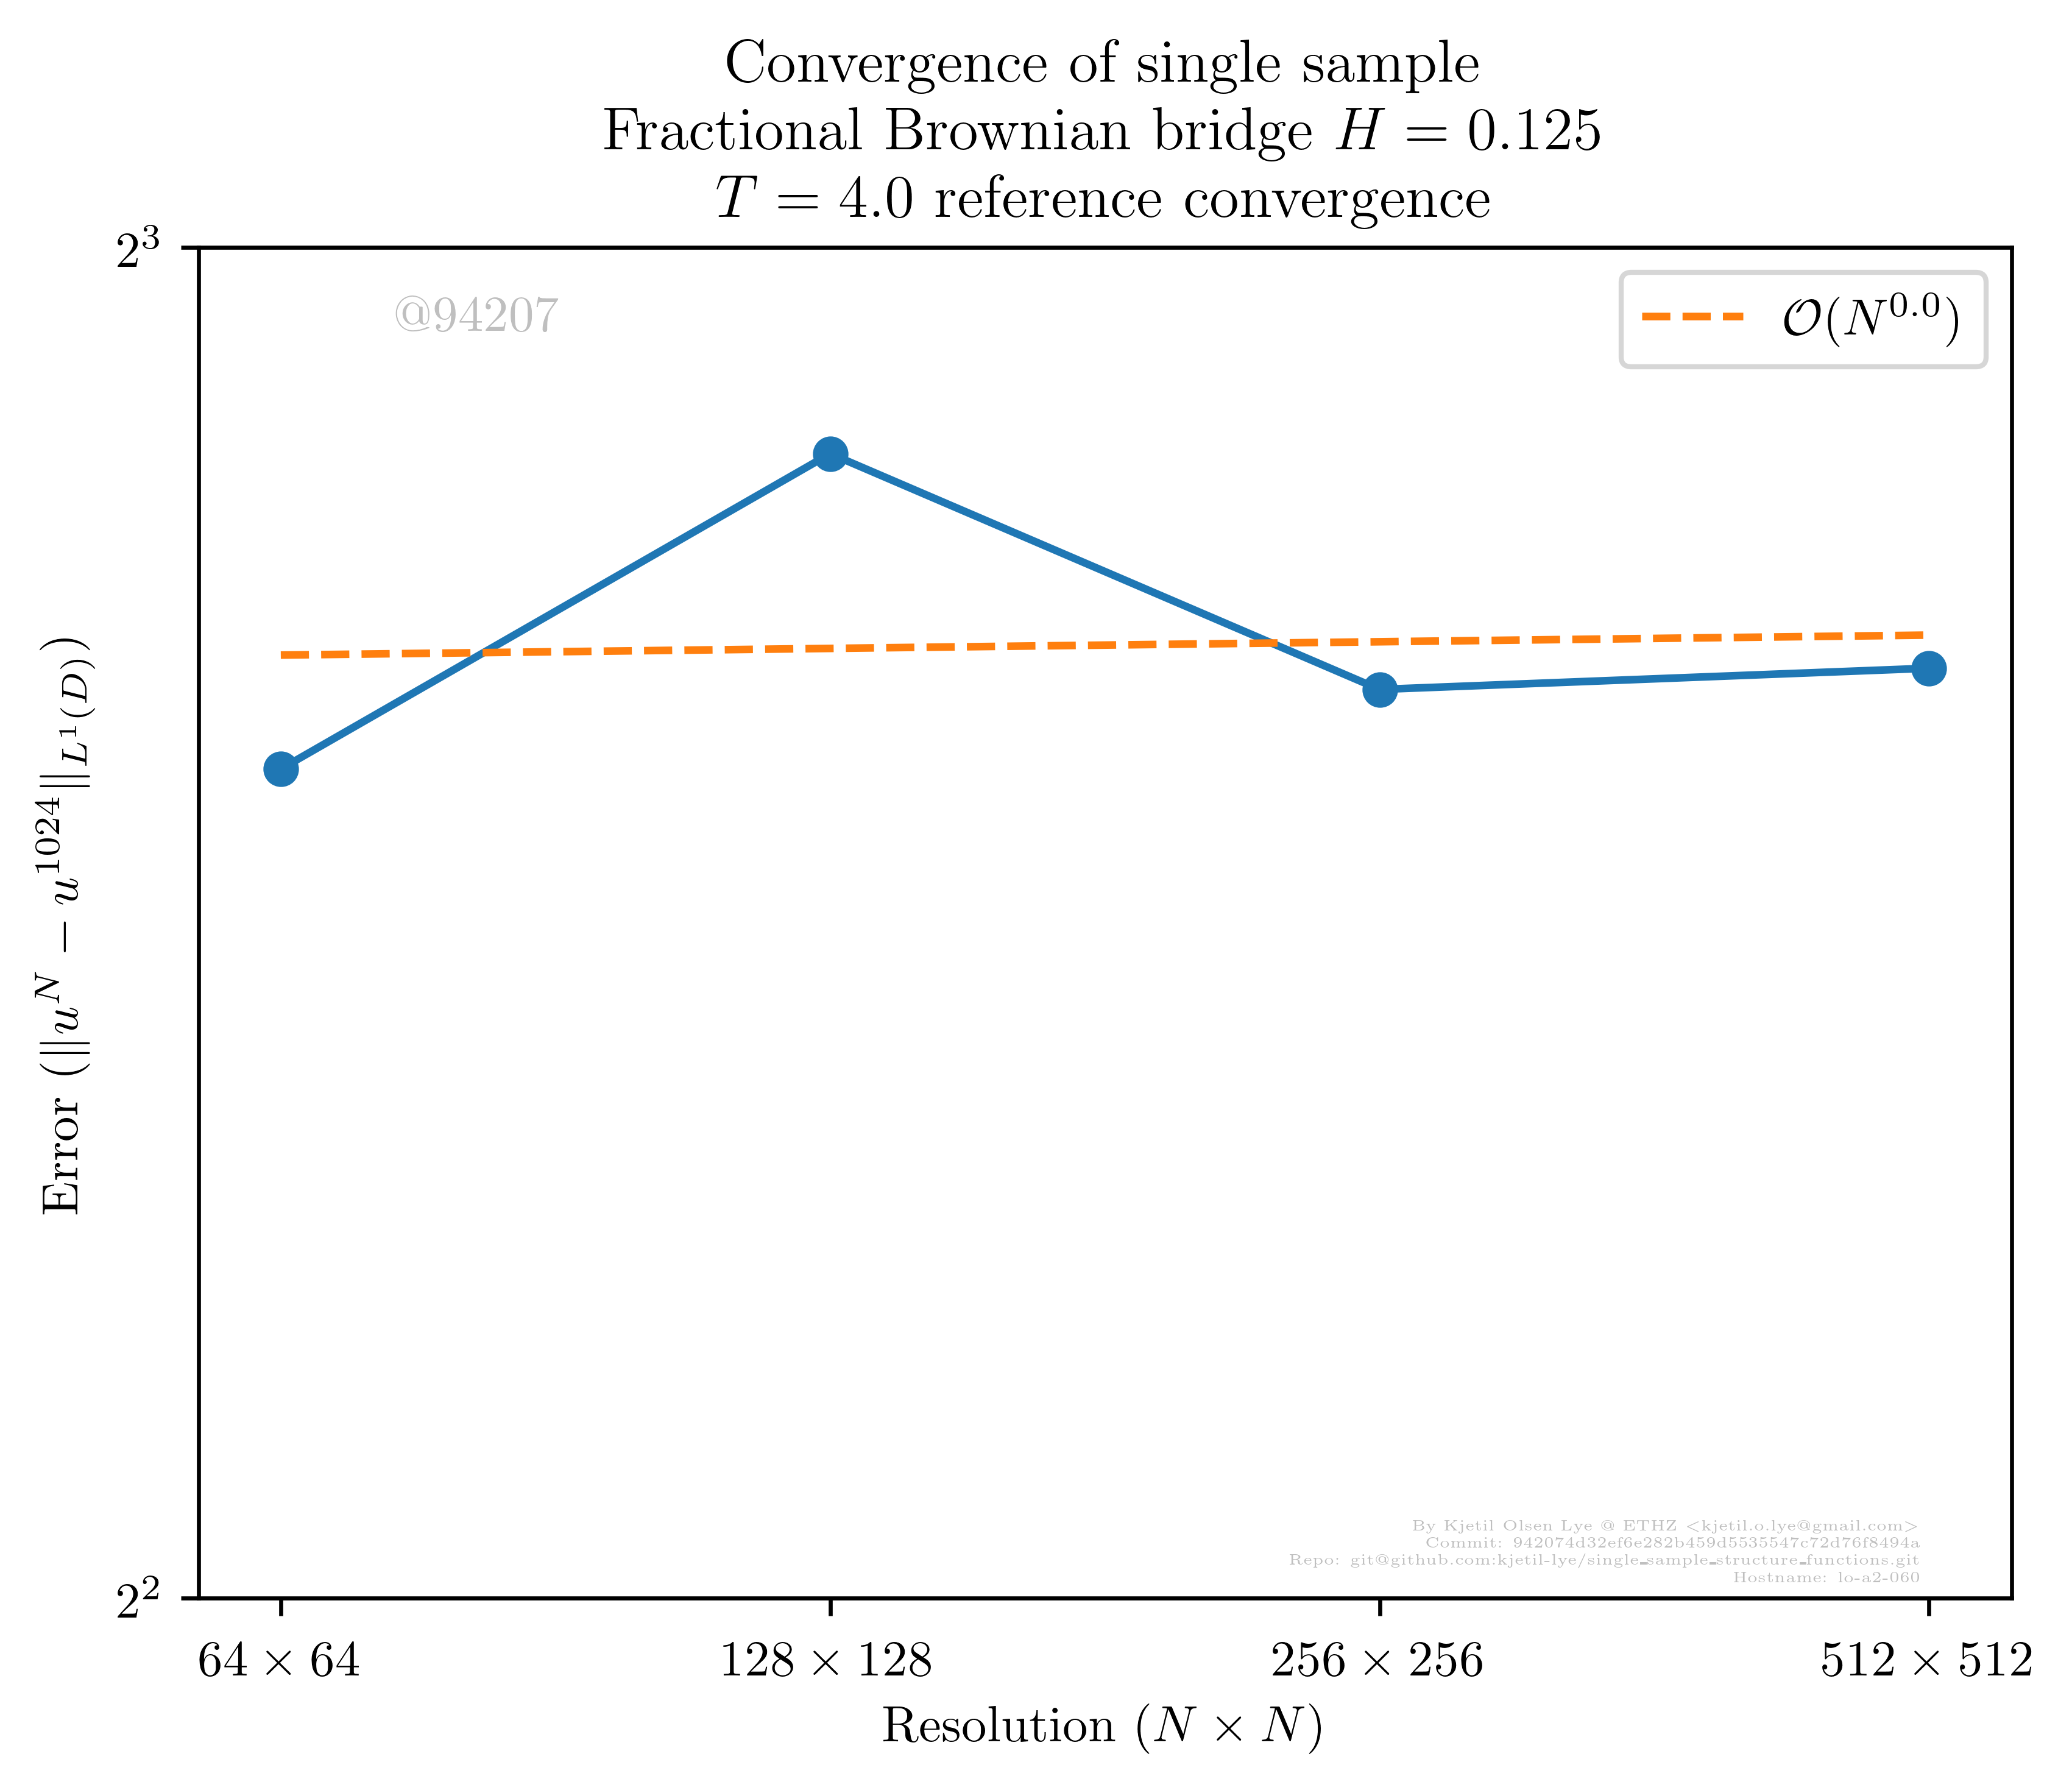 Convergence of single sample
Fractional Brownian bridge H = 0.125
T = 4.0 reference convergence
2³
@94207
𝒪(N⁰·⁰)
Error (||u^N − u^1024||_{L^1(D)})
2²
By Kjetil Olsen Lye @ ETHZ <kjetil.o.lye@gmail.com>
Commit: 942074d32ef6e282b459d5535547c72d76f8494a
Repo: git@github.com:kjetil-lye/single_sample_structure_functions.git
Hostname: lo-a2-060
64 × 64 128 × 128 256 × 256 512 × 512
Resolution (N × N)